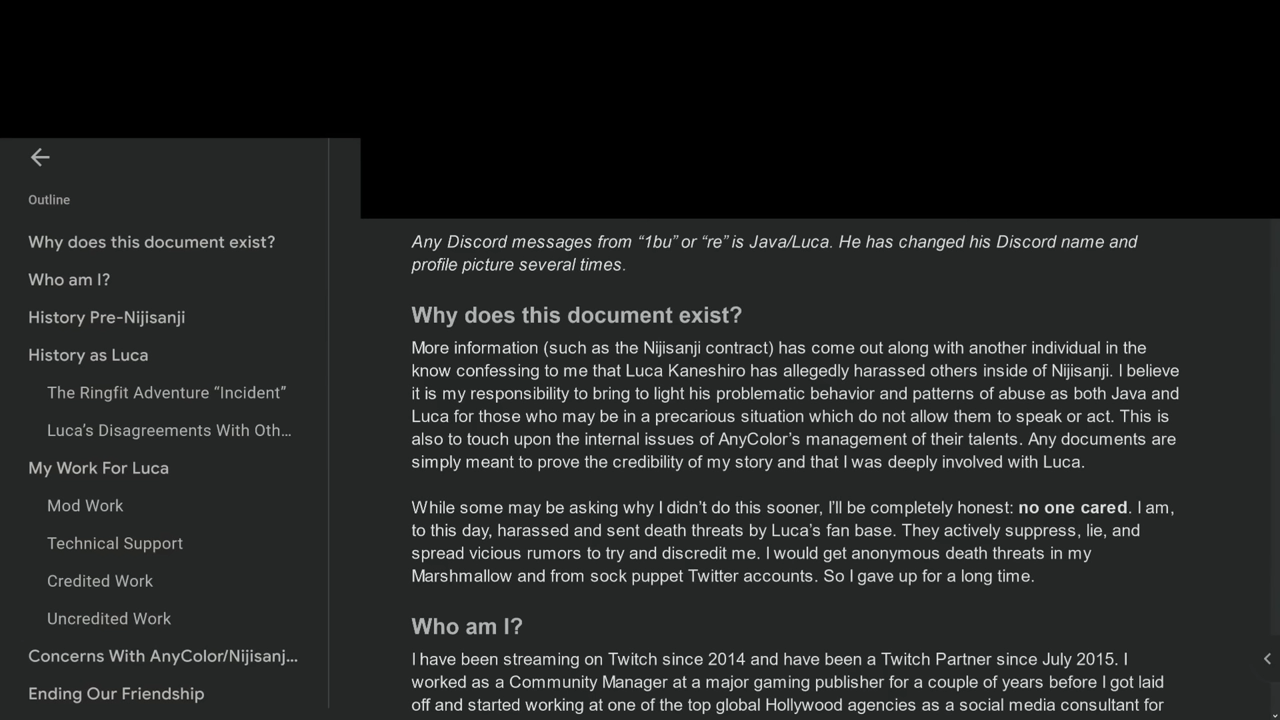 Outline
Why does this document exist?
Who am I?
History Pre-Nijisanji
History as Luca
The Ringfit Adventure “Incident”
Luca’s Disagreements With Oth...
My Work For Luca
Mod Work
Technical Support
Credited Work
Uncredited Work
Concerns With AnyColor/Nijisanj...
Ending Our Friendship
Any Discord messages from “1bu” or “re” is Java/Luca. He has changed his Discord name and
profile picture several times.
Why does this document exist?
More information (such as the Nijisanji contract) has come out along with another individual in the
know confessing to me that Luca Kaneshiro has allegedly harassed others inside of Nijisanji. I believe
it is my responsibility to bring to light his problematic behavior and patterns of abuse as both Java and
Luca for those who may be in a precarious situation which do not allow them to speak or act. This is
also to touch upon the internal issues of AnyColor’s management of their talents. Any documents are
simply meant to prove the credibility of my story and that I was deeply involved with Luca.
While some may be asking why I didn’t do this sooner, I’ll be completely honest: no one cared. I am,
to this day, harassed and sent death threats by Luca’s fan base. They actively suppress, lie, and
spread vicious rumors to try and discredit me. I would get anonymous death threats in my
Marshmallow and from sock puppet Twitter accounts. So I gave up for a long time.
Who am I?
I have been streaming on Twitch since 2014 and have been a Twitch Partner since July 2015. I
worked as a Community Manager at a major gaming publisher for a couple of years before I got laid
off and started working at one of the top global Hollywood agencies as a social media consultant for